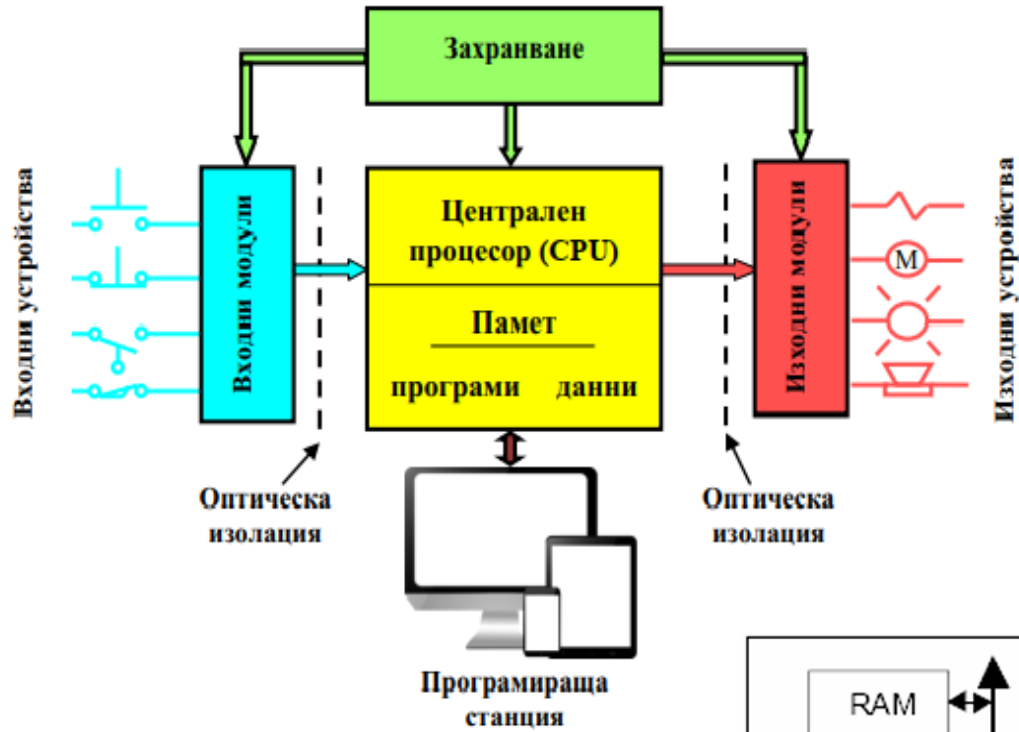 Захранване
Входни устройства
Входни модули
Централен
процесор (CPU)
Памет
програми данни
Изходни модули
M
Изходни устройства
Оптическа
изолация
Оптическа
изолация
Програмираща
станция
RAM